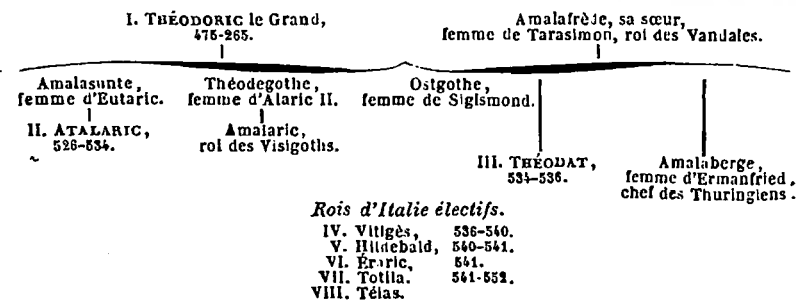 I. THÉODORIC le Grand,
475-265.
Amalafrède, sa sœur,
femme de Tarasimon, roi des Vandales.
Amalasunte,
femme d'Eutaric.
Théodegothe,
femme d'Alaric II.
Ostgothe,
femme de Sigismond.
II. ATALARIC,
526-534.
Amalaric,
roi des Visigoths.
III. THÉODAT,
534-536.
Amalaberge,
femme d'Ermanfried,
chef des Thuringiens.
Rois d'Italie électifs.
IV. Vitigès, 536-540.
V. Hildebald, 540-541.
VI. Éraric, 541.
VII. Totila. 541-552.
VIII. Téias.